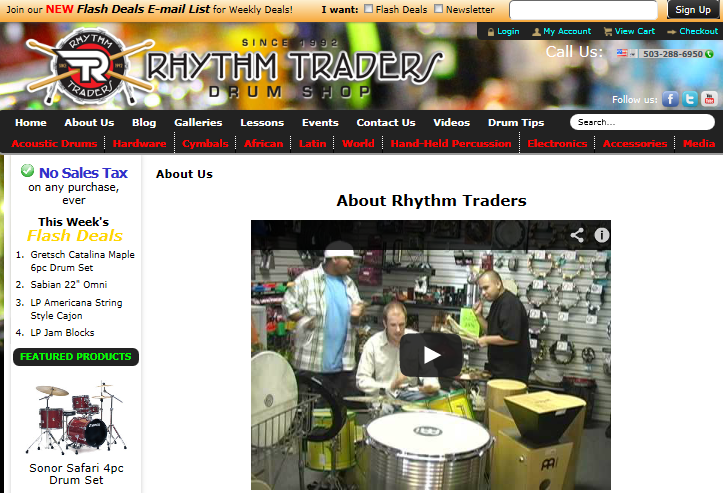 Join our NEW Flash Deals E-mail List for Weekly Deals! I want: Flash Deals Newsletter Sign Up
Login My Account View Cart Checkout
SINCE 1992
RHYTHM TRADERS
DRUM SHOP
RHYTHM
TR
TRADERS
Call Us: 503-288-6950
Follow us:
Home About Us Blog Galleries Lessons Events Contact Us Videos Drum Tips Search...
Acoustic Drums Hardware Cymbals African Latin World Hand-Held Percussion Electronics Accessories Media
No Sales Tax
on any purchase,
ever
This Week's
Flash Deals
1. Gretsch Catalina Maple
6pc Drum Set
2. Sabian 22" Omni
3. LP Americana String
Style Cajon
4. LP Jam Blocks
FEATURED PRODUCTS
Sonor Safari 4pc
Drum Set
About Us
About Rhythm Traders
MEINL